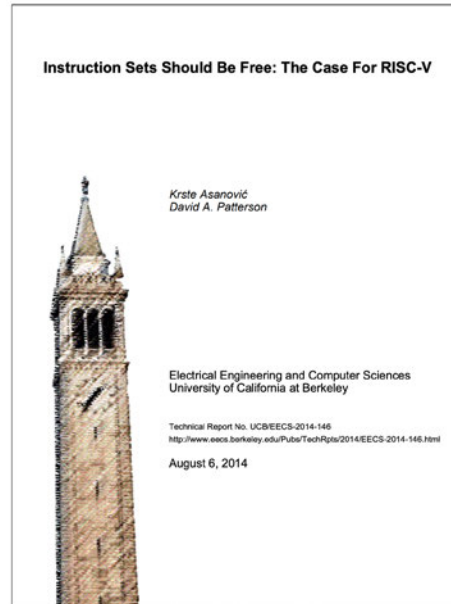 Instruction Sets Should Be Free: The Case For RISC-V
Krste Asanović
David A. Patterson
Electrical Engineering and Computer Sciences
University of California at Berkeley
Technical Report No. UCB/EECS-2014-146
http://www.eecs.berkeley.edu/Pubs/TechRpts/2014/EECS-2014-146.html
August 6, 2014